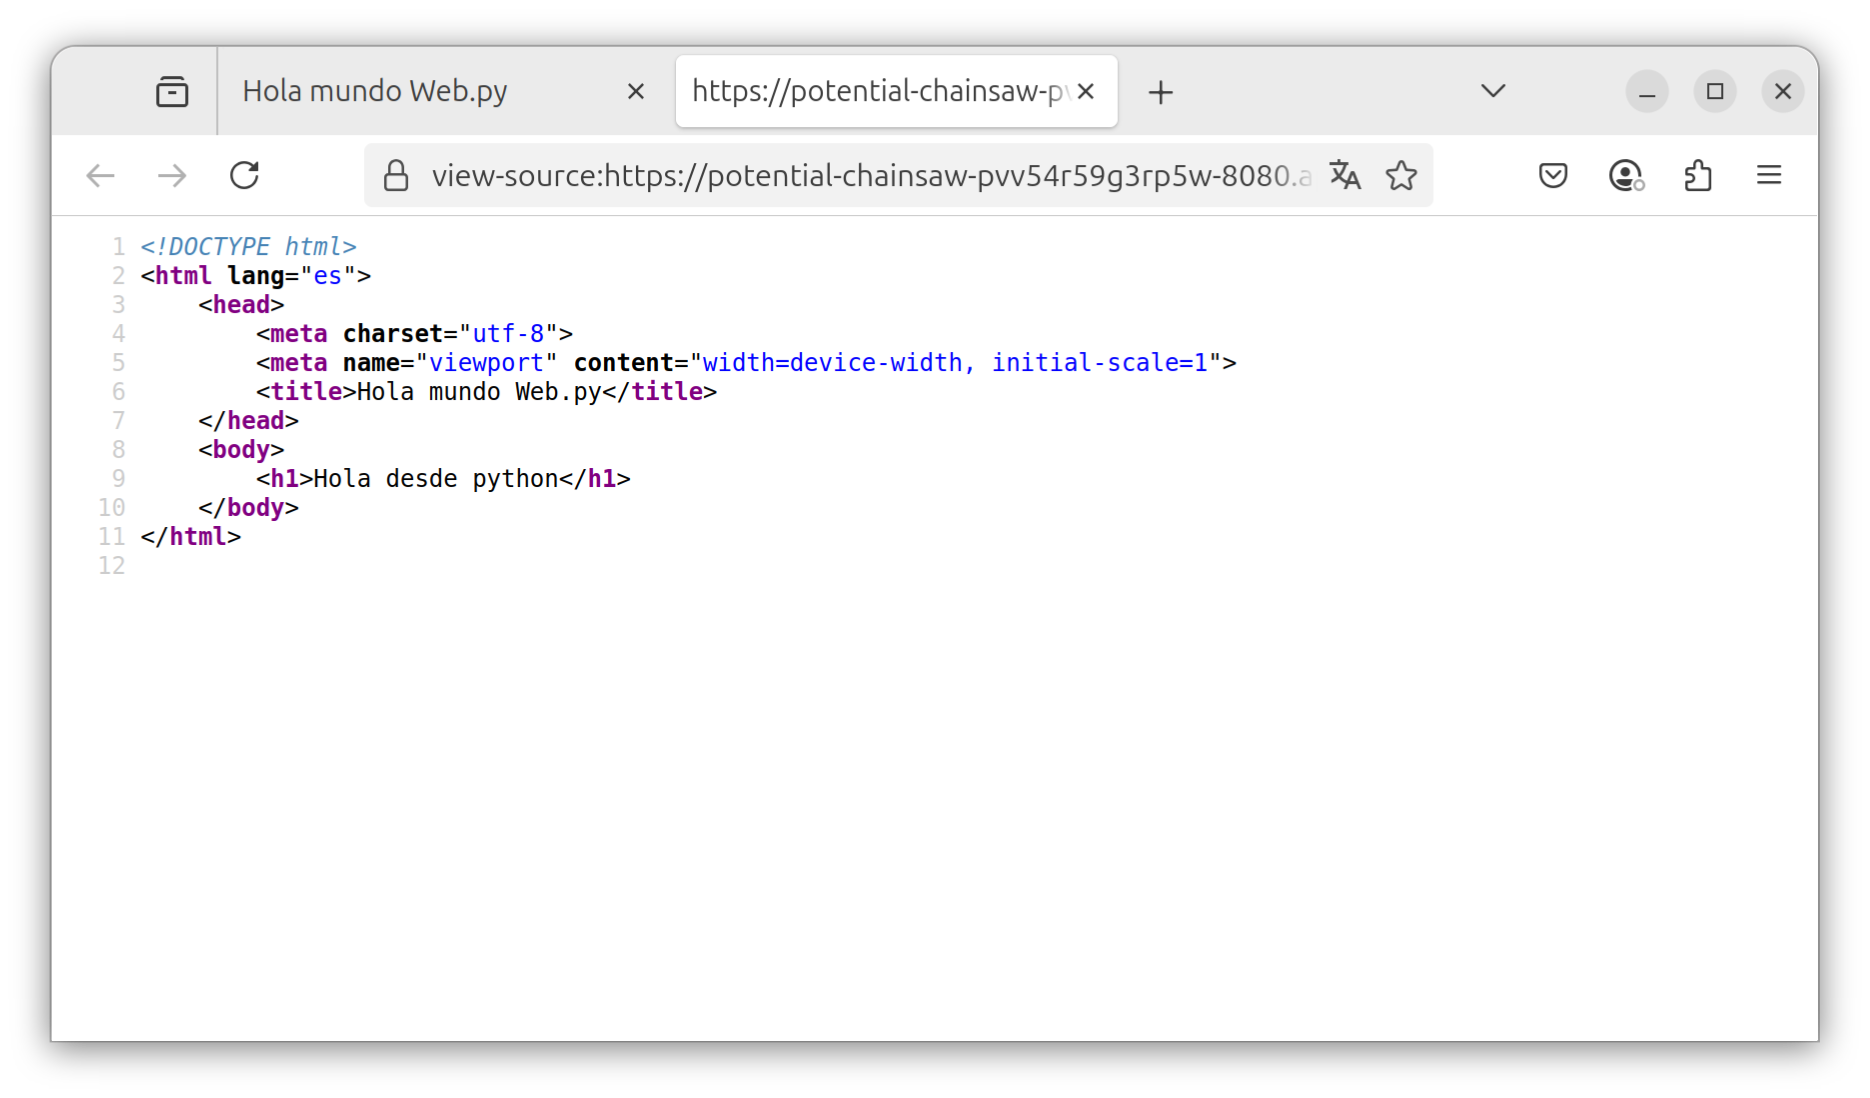 Hola mundo Web.py
https://potential-chainsaw-p
view-source:https://potential-chainsaw-pvv54r59g3rp5w-8080.a
1 <!DOCTYPE html>
2 <html lang="es">
3     <head>
4         <meta charset="utf-8">
5         <meta name="viewport" content="width=device-width, initial-scale=1">
6         <title>Hola mundo Web.py</title>
7     </head>
8     <body>
9         <h1>Hola desde python</h1>
10     </body>
11 </html>
12